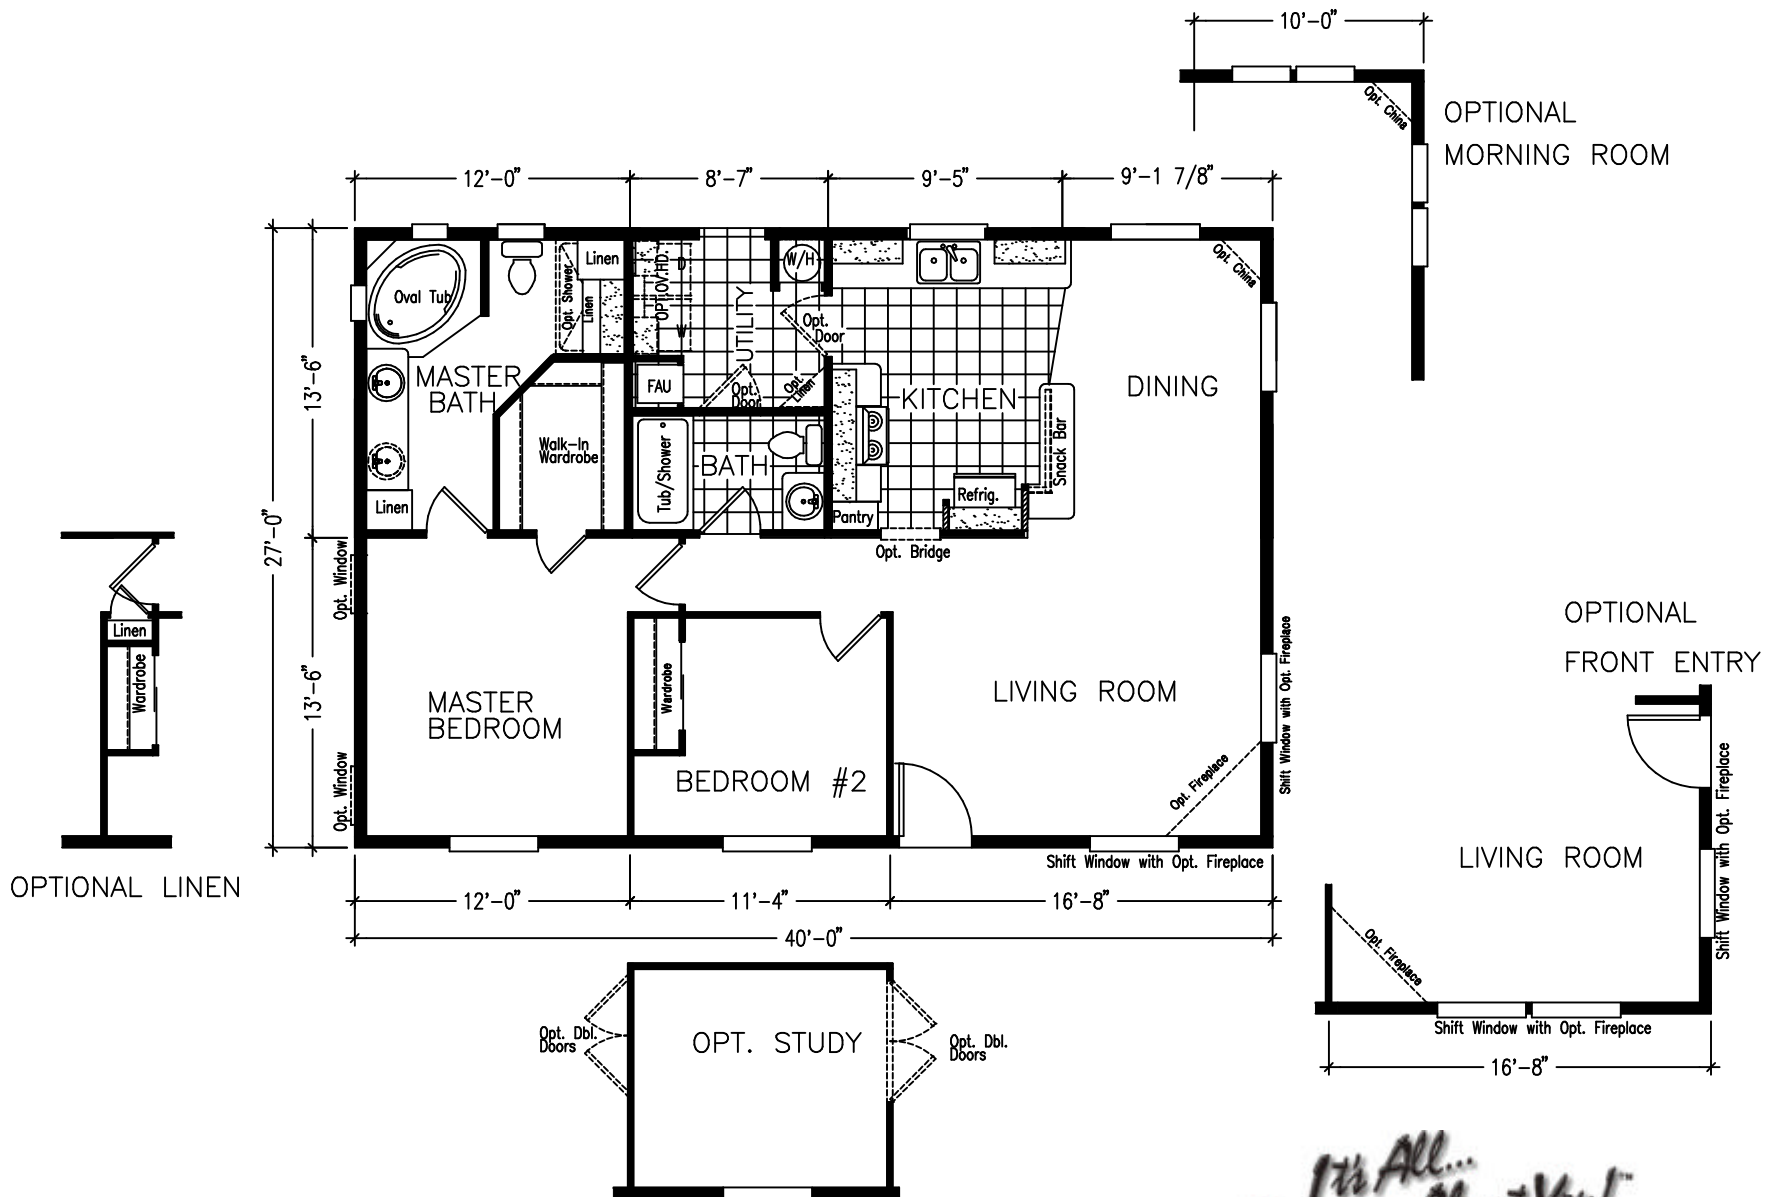 10'-0"
Opt. China
OPTIONAL
MORNING ROOM
12'-0"
8'-7"
9'-5"
9'-1 7/8"
Oval Tub
Opt. Shower
Linen
Linen
OPT.OV.HD.
D
W
W/H
UTILITY
Opt.
Door
Opt. China
13'-6"
MASTER
BATH
FAU
Opt.
Door
Opt.
Linen
KITCHEN
DINING
Walk-In
Wardrobe
Tub/Shower
BATH
Snack Bar
Linen
Pantry
Refrig.
27'-0"
Opt. Window
Opt. Bridge
Linen
Wardrobe
OPTIONAL LINEN
13'-6"
MASTER
BEDROOM
Wardrobe
BEDROOM #2
LIVING ROOM
Shift Window with Opt. Fireplace
Opt. Fireplace
Opt. Window
Shift Window with Opt. Fireplace
OPTIONAL
FRONT ENTRY
LIVING ROOM
Shift Window with Opt. Fireplace
Opt. Fireplace
Shift Window with Opt. Fireplace
16'-8"
12'-0"
11'-4"
16'-8"
40'-0"
Opt. Dbl.
Doors
OPT. STUDY
Opt. Dbl.
Doors
It's All...